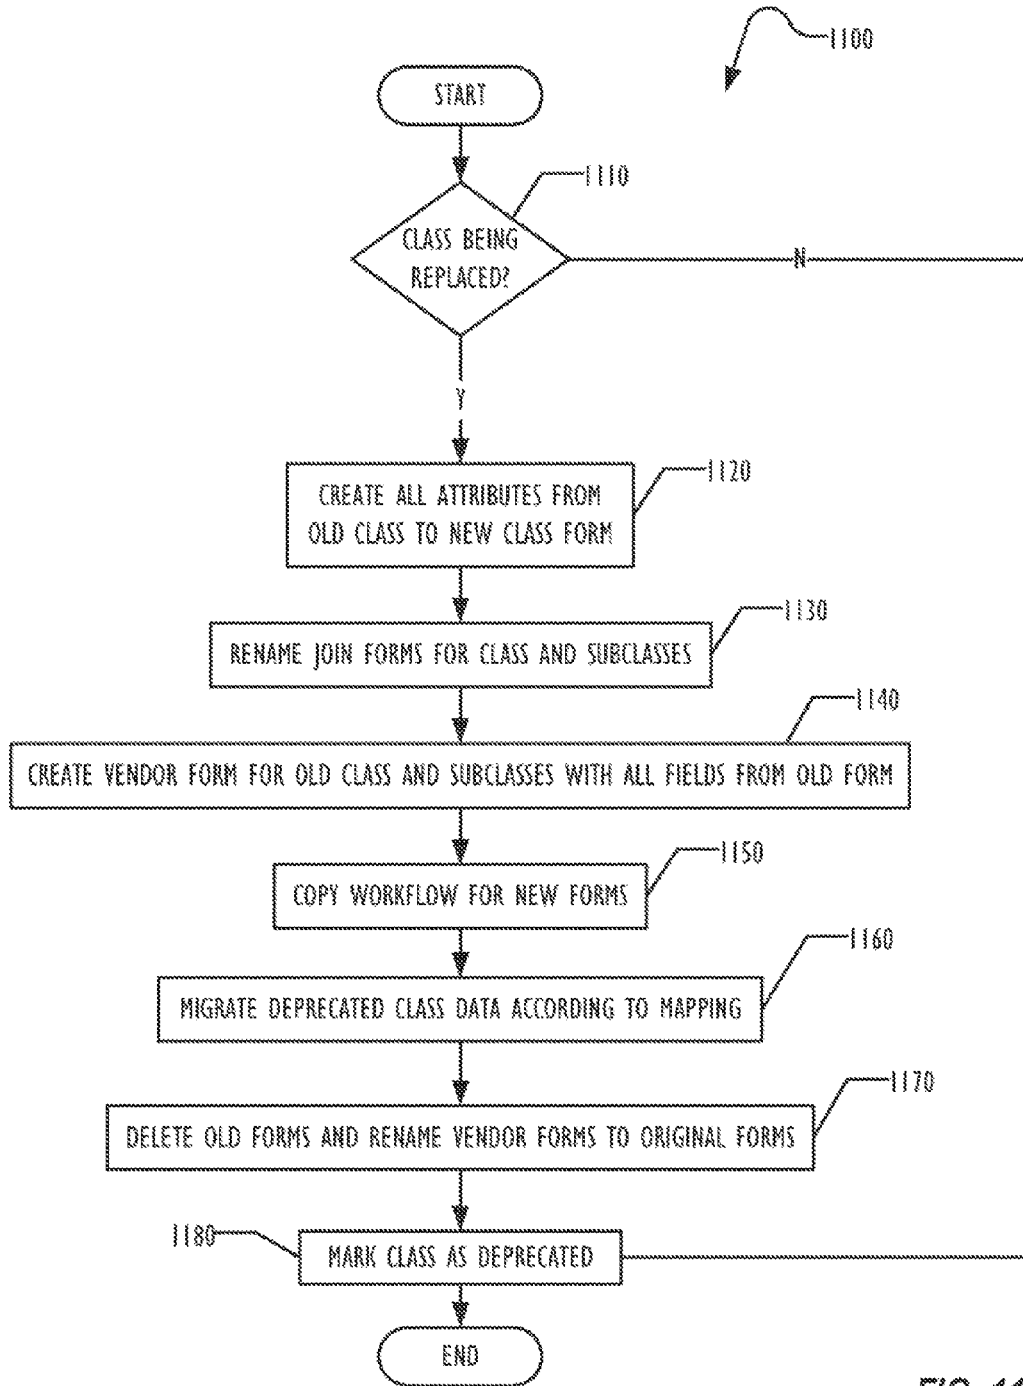 1100
START
1110
CLASS BEING
REPLACED?
N
Y
1120
CREATE ALL ATTRIBUTES FROM
OLD CLASS TO NEW CLASS FORM
1130
RENAME JOIN FORMS FOR CLASS AND SUBCLASSES
1140
CREATE VENDOR FORM FOR OLD CLASS AND SUBCLASSES WITH ALL FIELDS FROM OLD FORM
1150
COPY WORKFLOW FOR NEW FORMS
1160
MIGRATE DEPRECATED CLASS DATA ACCORDING TO MAPPING
1170
DELETE OLD FORMS AND RENAME VENDOR FORMS TO ORIGINAL FORMS
1180
MARK CLASS AS DEPRECATED
END